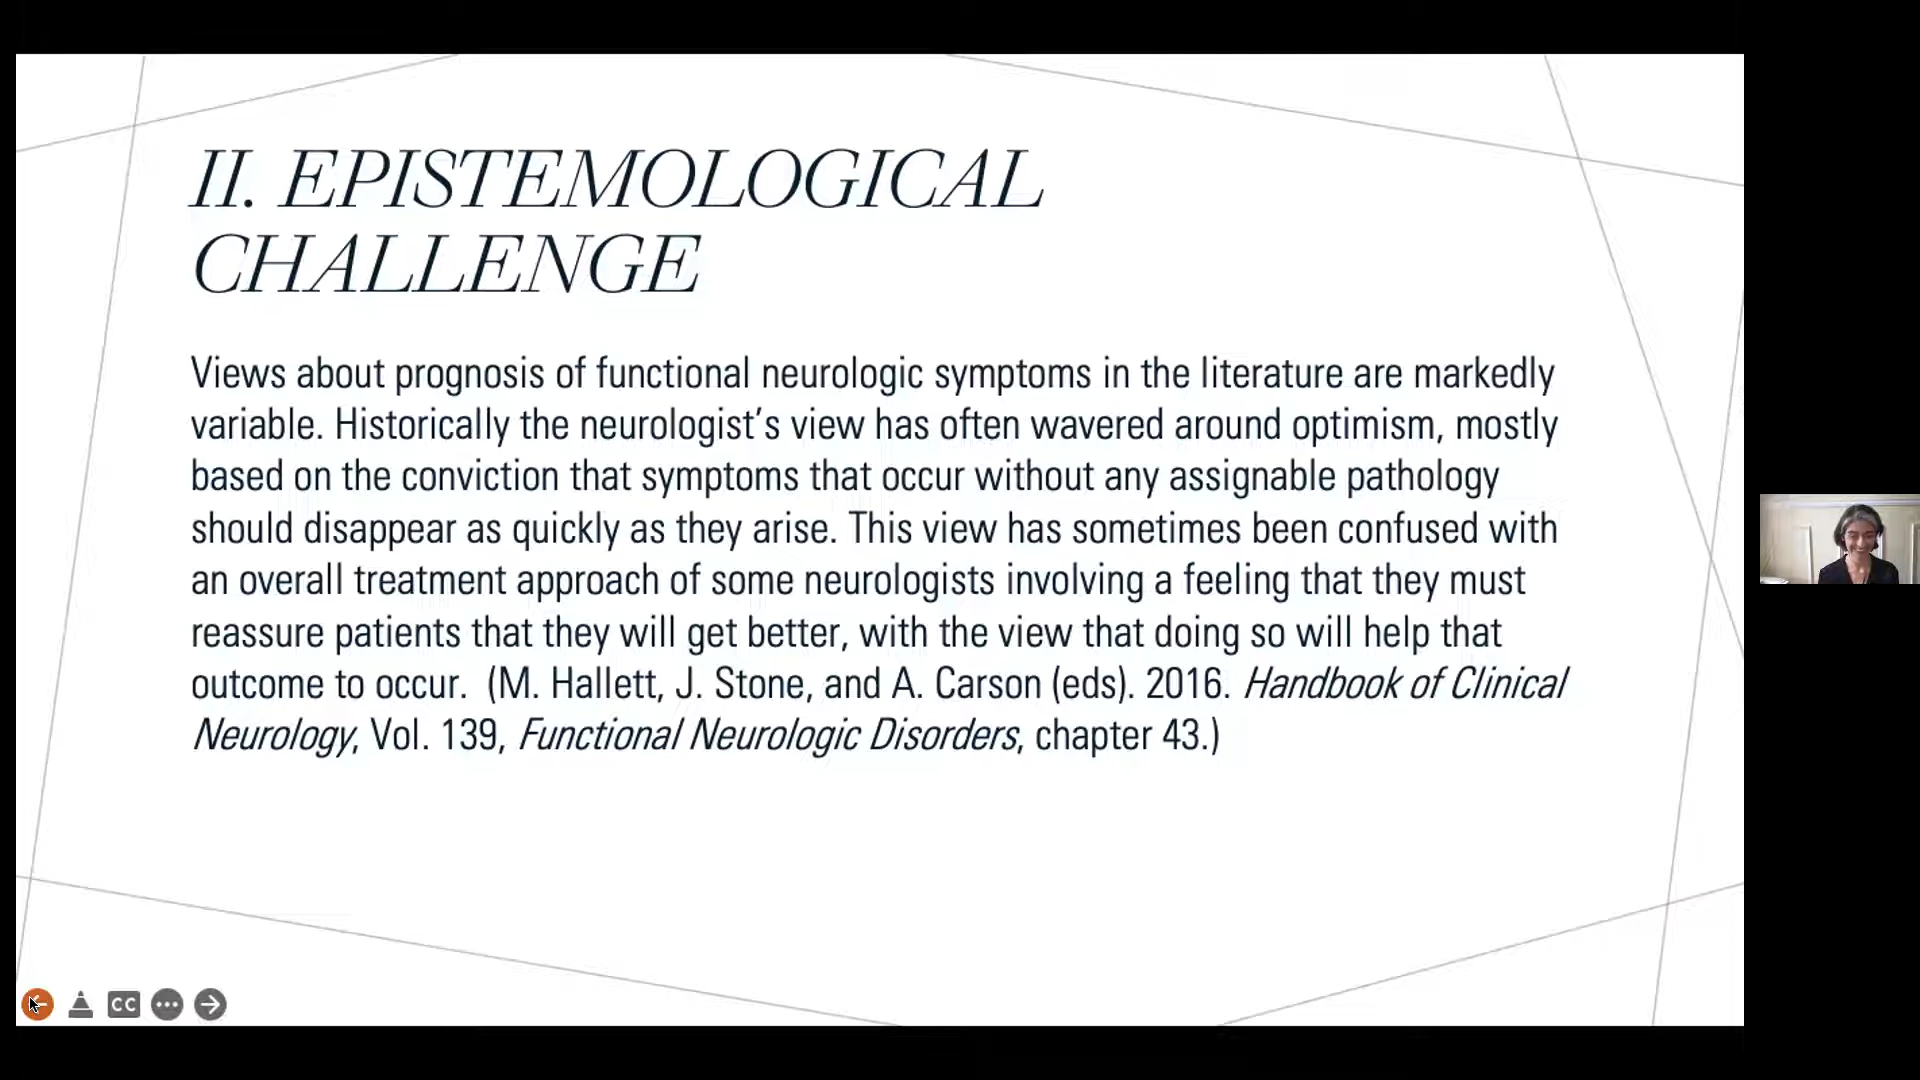 II. EPISTEMOLOGICAL
CHALLENGE
Views about prognosis of functional neurologic symptoms in the literature are markedly
variable. Historically the neurologist’s view has often wavered around optimism, mostly
based on the conviction that symptoms that occur without any assignable pathology
should disappear as quickly as they arise. This view has sometimes been confused with
an overall treatment approach of some neurologists involving a feeling that they must
reassure patients that they will get better, with the view that doing so will help that
outcome to occur.  (M. Hallett, J. Stone, and A. Carson (eds). 2016. Handbook of Clinical
Neurology, Vol. 139, Functional Neurologic Disorders, chapter 43.)
CC